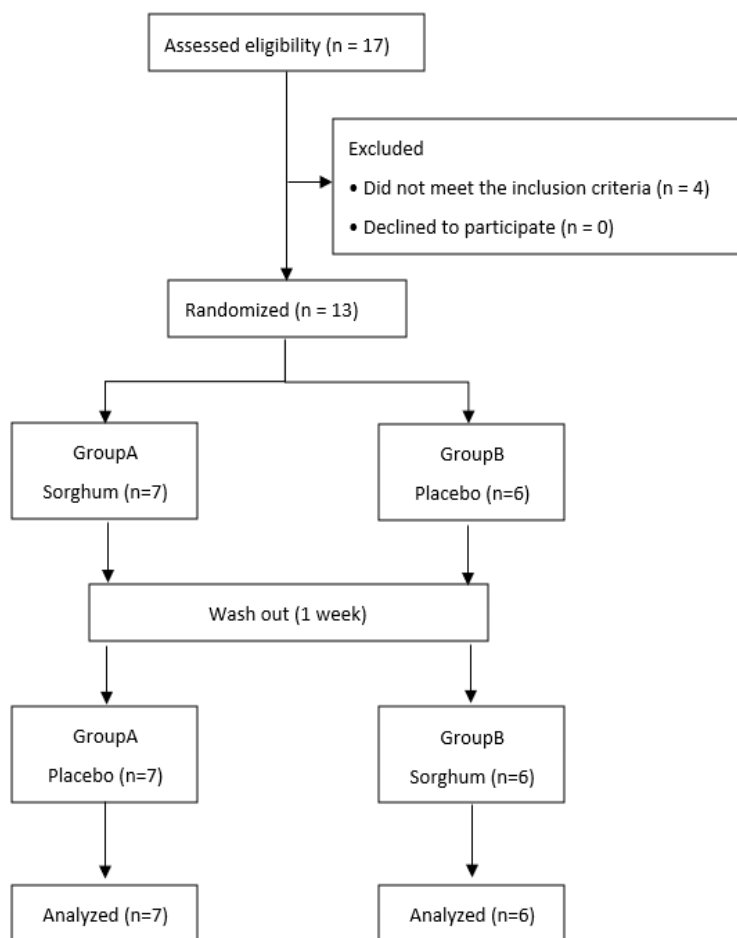 Assessed eligibility (n = 17)
Excluded
• Did not meet the inclusion criteria (n = 4)
• Declined to participate (n = 0)
Randomized (n = 13)
GroupA
Sorghum (n=7)
GroupB
Placebo (n=6)
Wash out (1 week)
GroupA
Placebo (n=7)
GroupB
Sorghum (n=6)
Analyzed (n=7)
Analyzed (n=6)